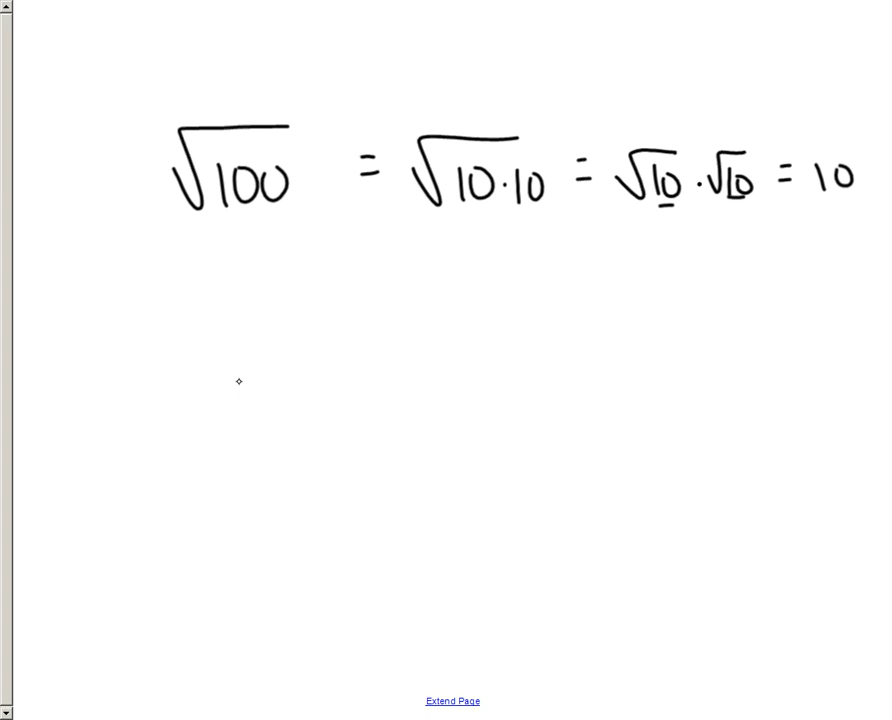 √100 = √10·10 = √10 · √10 = 10
Extend Page